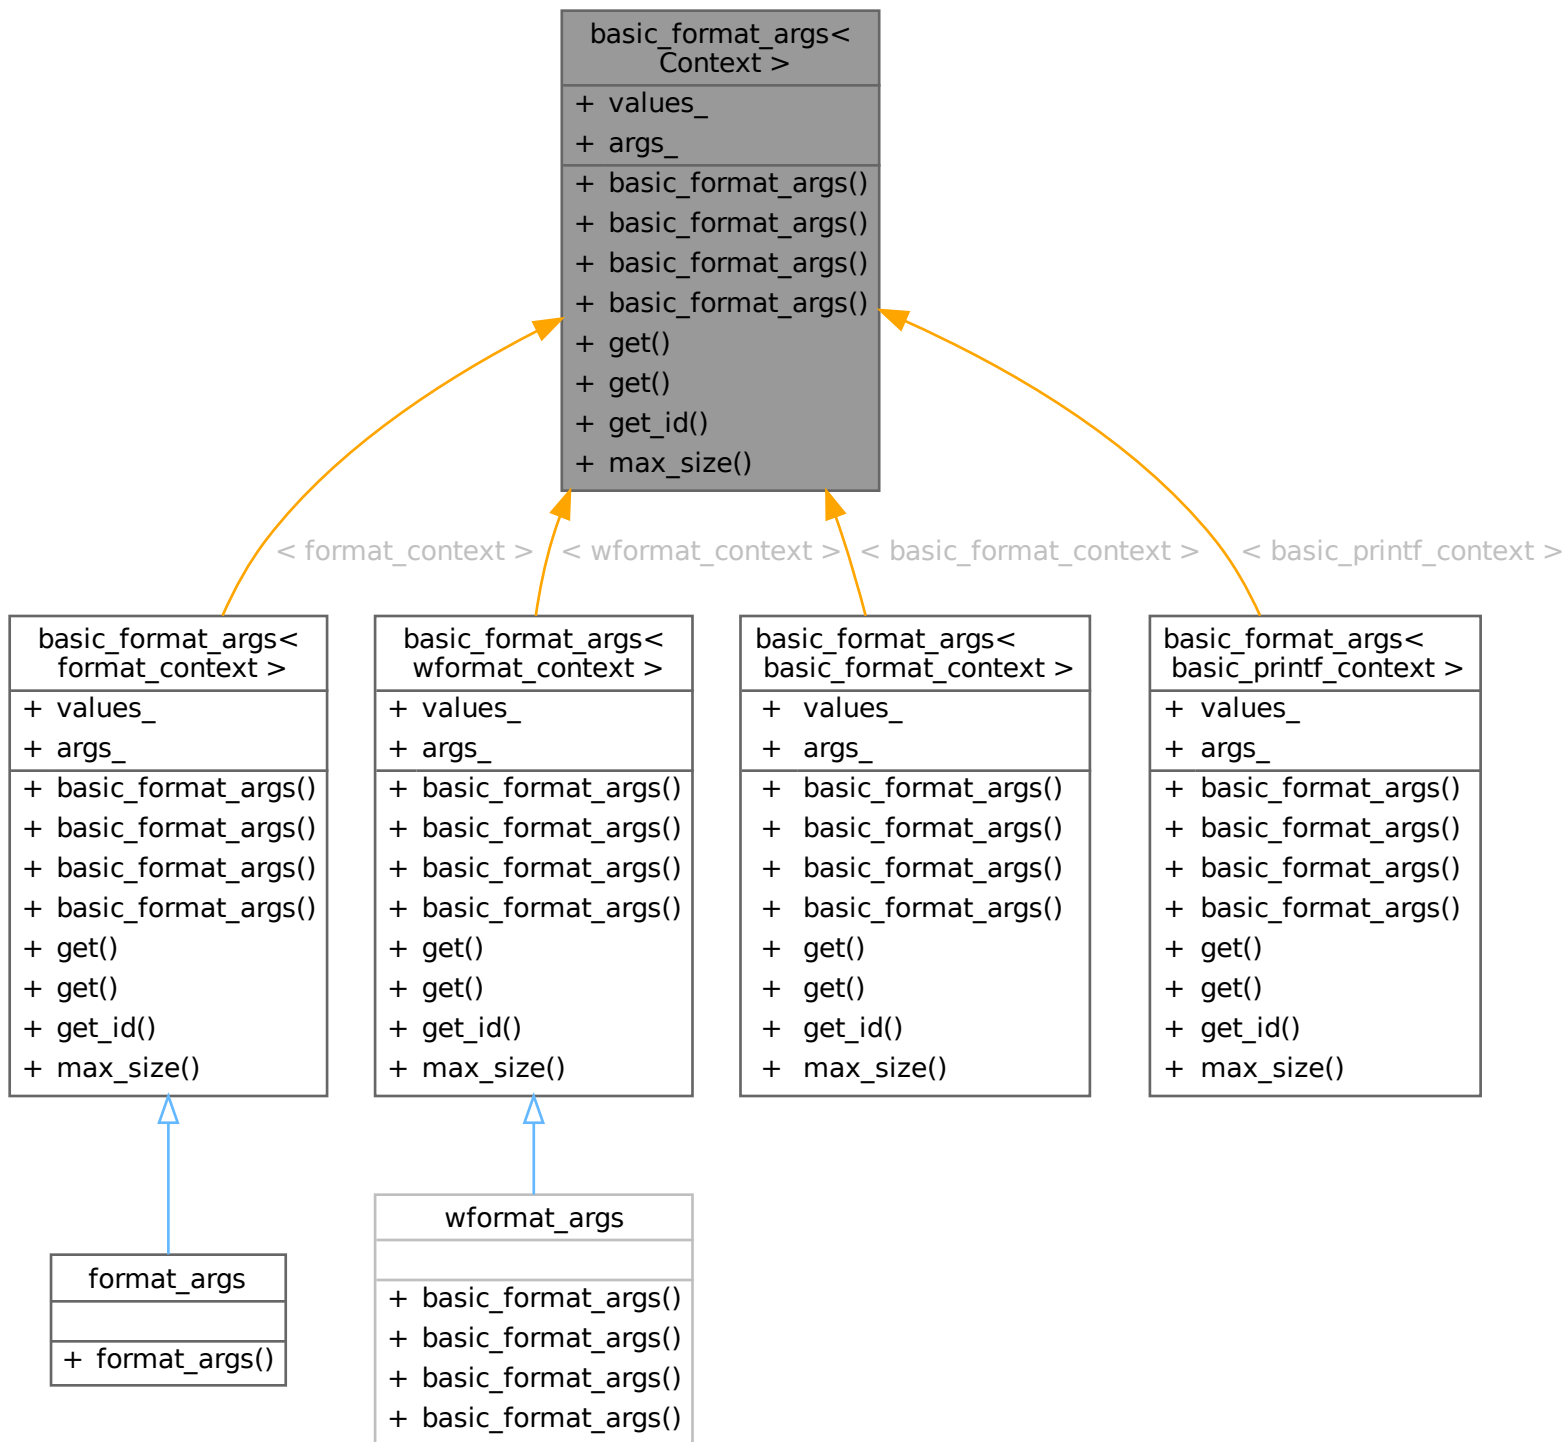 basic_format_args<
Context >
+ values_
+ args_
+ basic_format_args()
+ basic_format_args()
+ basic_format_args()
+ basic_format_args()
+ get()
+ get()
+ get_id()
+ max_size()
< format_context >
< wformat_context >
< basic_format_context >
< basic_printf_context >
basic_format_args<
format_context >
+ values_
+ args_
+ basic_format_args()
+ basic_format_args()
+ basic_format_args()
+ basic_format_args()
+ get()
+ get()
+ get_id()
+ max_size()
basic_format_args<
wformat_context >
+ values_
+ args_
+ basic_format_args()
+ basic_format_args()
+ basic_format_args()
+ basic_format_args()
+ get()
+ get()
+ get_id()
+ max_size()
basic_format_args<
basic_format_context >
+ values_
+ args_
+ basic_format_args()
+ basic_format_args()
+ basic_format_args()
+ basic_format_args()
+ get()
+ get()
+ get_id()
+ max_size()
basic_format_args<
basic_printf_context >
+ values_
+ args_
+ basic_format_args()
+ basic_format_args()
+ basic_format_args()
+ basic_format_args()
+ get()
+ get()
+ get_id()
+ max_size()
format_args
+ format_args()
wformat_args
+ basic_format_args()
+ basic_format_args()
+ basic_format_args()
+ basic_format_args()